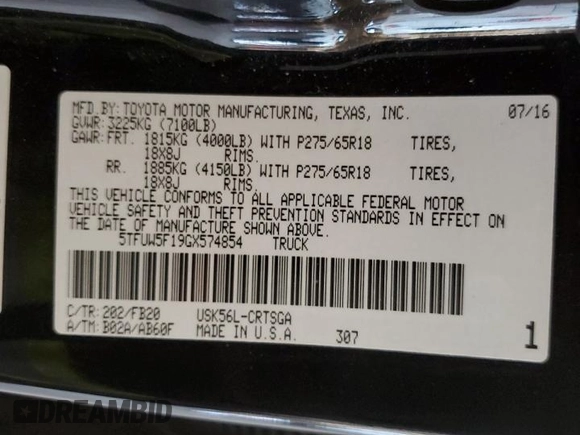 MFD.BY:TOYOTA MOTOR MANUFACTURING, TEXAS, INC. 07/16
GVWR:3225KG (7100LB)
GAWR:FRT. 1815KG (4000LB) WITH P275/65R18 TIRES,
18X8J RIMS.
RR. 1885KG (4150LB) WITH P275/65R18 TIRES,
18X8J RIMS
THIS VEHICLE CONFORMS TO ALL APPLICABLE FEDERAL MOTOR
VEHICLE SAFETY AND THEFT PREVENTION STANDARDS IN EFFECT ON
THE DATE OF MANUFACTURE SHOWN ABOVE.
5TFUW5F19GX574854 TRUCK
C/TR:202/FB20 USK56L-CRTSGA
A/TM:B02A/AB60F MADE IN U.S.A. 307 1
DREAMBID